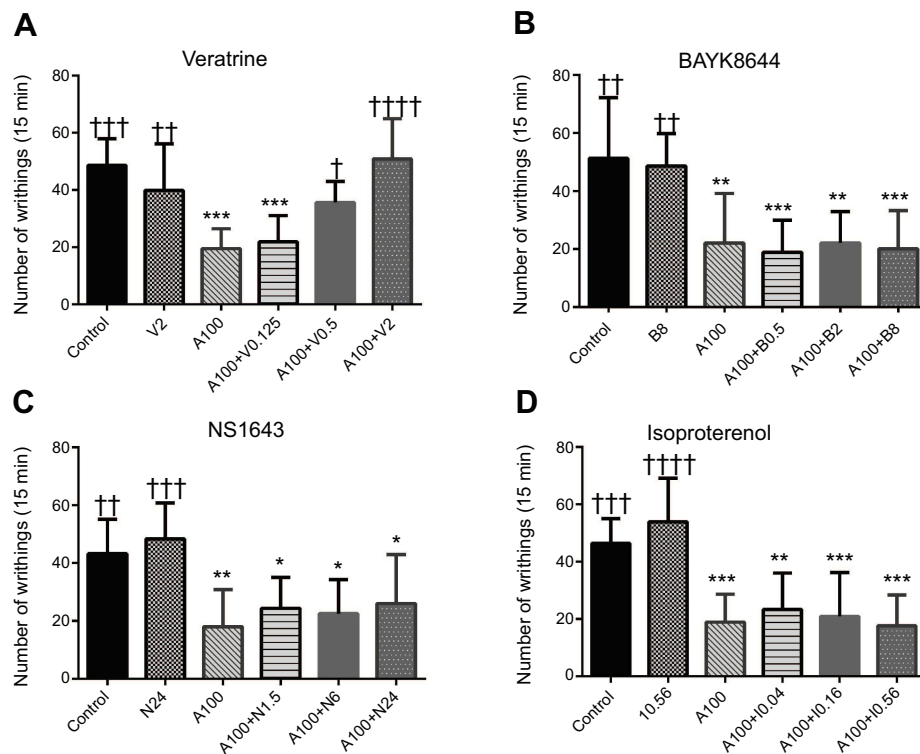 A
Veratrine
Number of writhings (15 min)
80
60
40
20
0
†††
††
***
***
†
††††
Control
V2
A100
A100+V0.125
A100+V0.5
A100+V2
B
BAYK8644
Number of writhings (15 min)
80
60
40
20
0
††
††
**
***
**
***
Control
B8
A100
A100+B0.5
A100+B2
A100+B8
C
NS1643
Number of writhings (15 min)
80
60
40
20
0
††
†††
**
*
*
*
Control
N24
A100
A100+N1.5
A100+N6
A100+N24
D
Isoproterenol
Number of writhings (15 min)
80
60
40
20
0
†††
††††
***
**
***
***
Control
10.56
A100
A100+I0.04
A100+I0.16
A100+I0.56